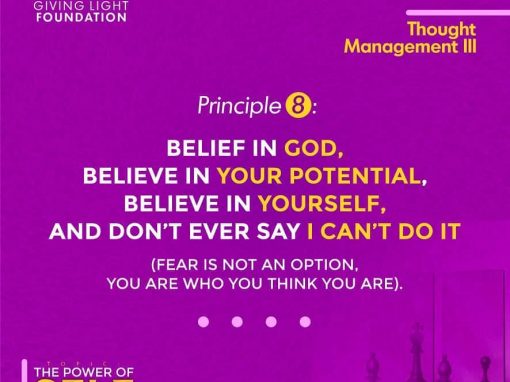 GIVING LIGHT
FOUNDATION
Thought
Management III
Principle 8:
BELIEF IN GOD,
BELIEVE IN YOUR POTENTIAL,
BELIEVE IN YOURSELF,
AND DON'T EVER SAY I CAN'T DO IT
(FEAR IS NOT AN OPTION,
YOU ARE WHO YOU THINK YOU ARE).
TOPIC
THE POWER OF
SELF